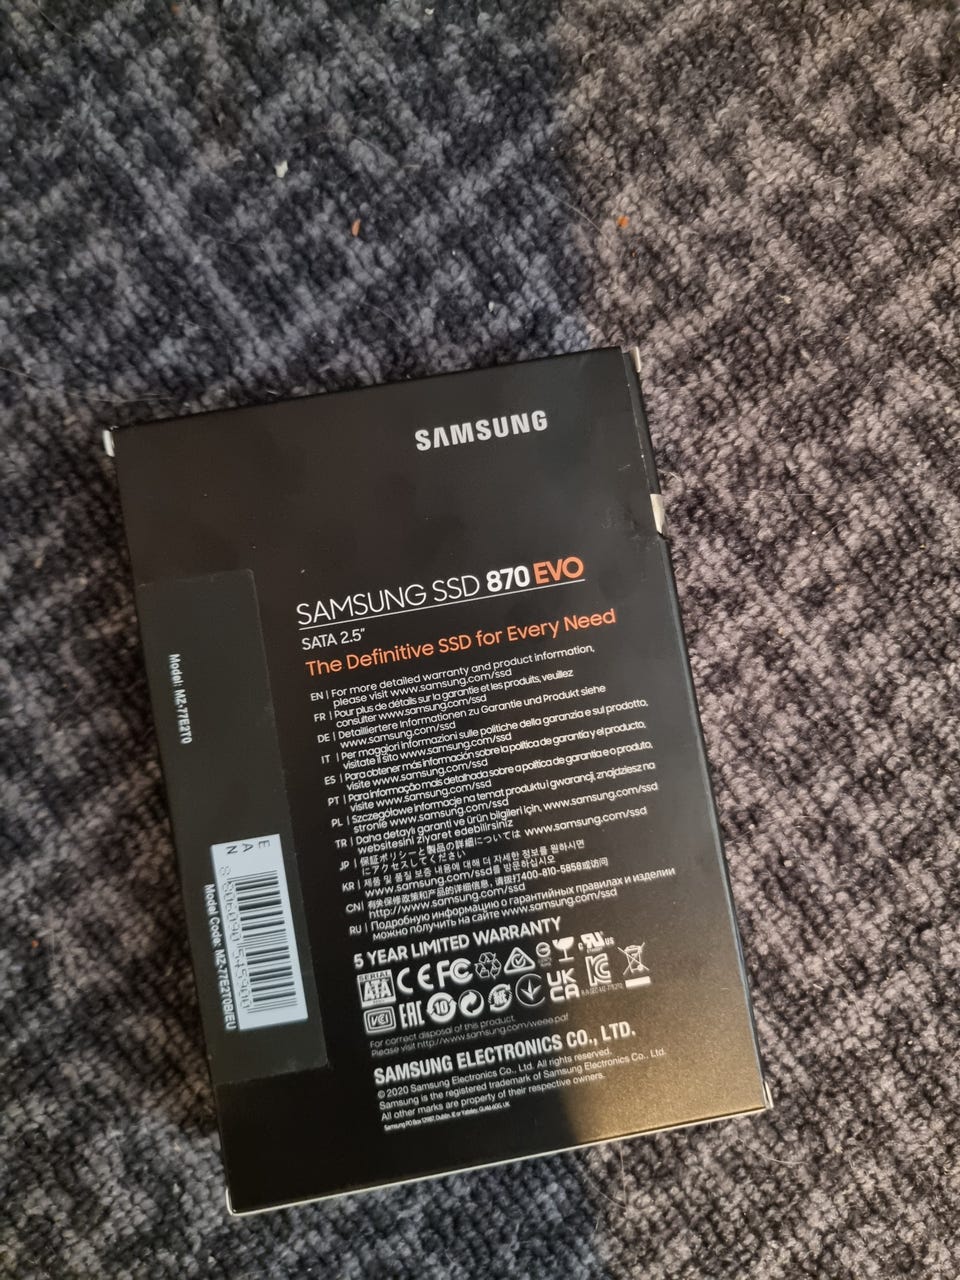 SAMSUNG
SAMSUNG SSD 870 EVO
SATA 2.5"
The Definitive SSD for Every Need
EN | For more detailed warranty and product information,
please visit www.samsung.com/ssd
FR | Pour plus de détails sur la garantie et les produits, veuillez
consulter www.samsung.com/ssd
DE | Detailliertere Informationen zu Garantie und Produkt siehe
www.samsung.com/ssd
IT | Per maggiori informazioni sulle politiche della garanzia e sul prodotto,
visitate il sito www.samsung.com/ssd
ES | Para obtener más información sobre la política de garantía y el producto,
visite www.samsung.com/ssd
PT | Para informação mais detalhada sobre a política de garantia e o produto,
visite www.samsung.com/ssd
PL | Szczegółowe informacje na temat produktu i gwarancji, znajdziesz na
stronie www.samsung.com/ssd
TR | Daha detaylı garanti ve ürün bilgileri için, www.samsung.com/ssd
websitesini ziyaret edebilirsiniz
JP | 保証ポリシーと製品の詳細については www.samsung.com/ssd
にアクセスしてください
KR | 제품 및 품질 보증 내용에 대해 더 자세한 정보를 원하시면
www.samsung.com/ssd를 방문하십시오
CN | 有关保修政策和产品的详细信息, 请拨打400-810-5858或访问
http://www.samsung.com/ssd
RU | Подробную информацию о гарантийных правилах и изделии
можно получить на сайте www.samsung.com/ssd
5 YEAR LIMITED WARRANTY
SERIAL
ATA
CE FC
c RU US
VCCI
EAC
10
UK
CA
For correct disposal of this product.
Please visit http://www.samsung.com/weee.pdf
SAMSUNG ELECTRONICS CO., LTD.
© 2020 Samsung Electronics Co., Ltd. All rights reserved.
Samsung is the registered trademark of Samsung Electronics Co., Ltd.
All other marks are property of their respective owners.
Model: MZ-77E2T0
EAN
Model Code: MZ-77E2T0B/EU